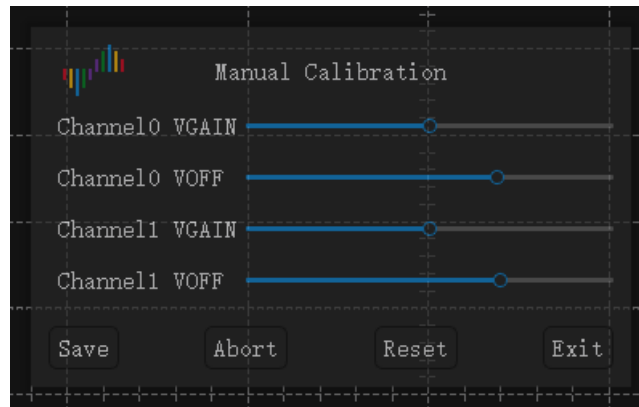 Manual Calibration
Channel0 VGAIN
Channel0 VOFF
Channel1 VGAIN
Channel1 VOFF
Save Abort Reset Exit